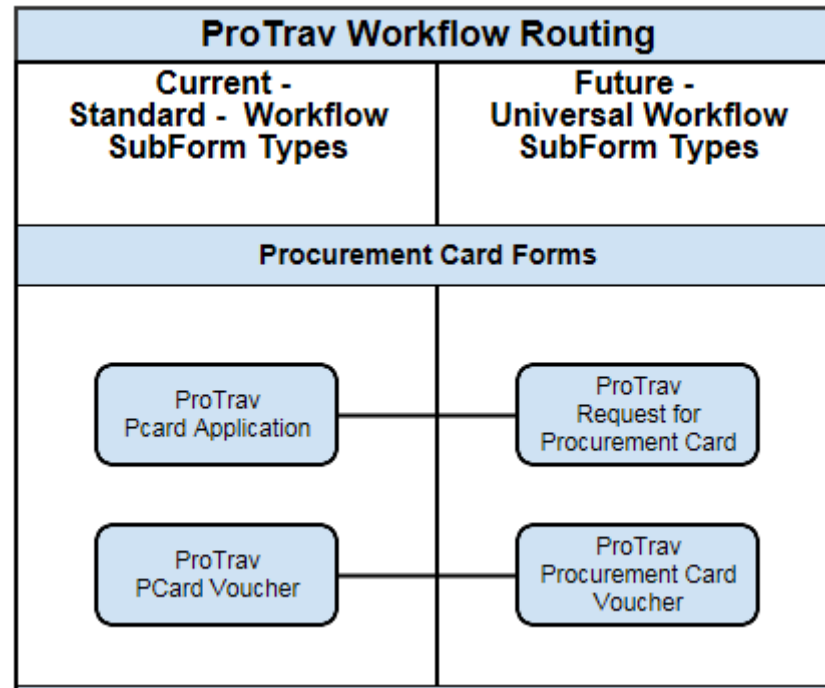 ProTrav Workflow Routing
Current -
Standard - Workflow
SubForm Types
Future -
Universal Workflow
SubForm Types
Procurement Card Forms
ProTrav
Pcard Application
ProTrav
Request for
Procurement Card
ProTrav
PCard Voucher
ProTrav
Procurement Card
Voucher